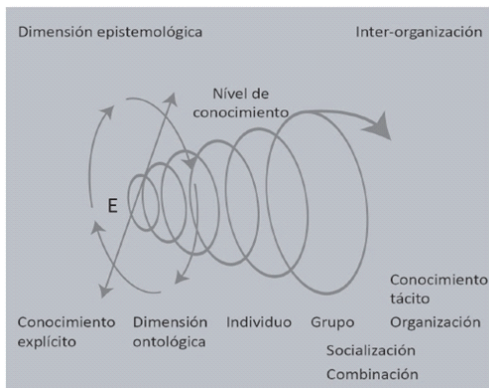 Dimensión epistemológica
Inter-organización
Nível de
conocimiento
E
Conocimiento
tácito
Conocimiento
explícito
Dimensión
ontológica
Individuo
Grupo
Organización
Socialización
Combinación